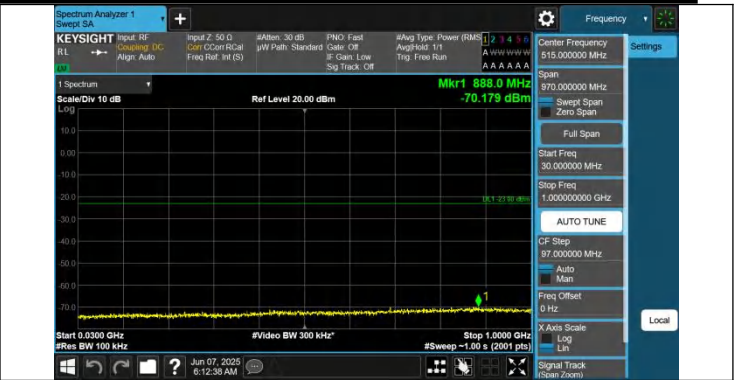 Spectrum Analyzer 1
Swept SA
+
Frequency
KEYSIGHT Input: RF
RL Coupling: DC
Align: Auto
Input Z: 50 Ω
Corr CCorr RCal
Freq Ref: Int (S)
#Atten: 30 dB
µW Path: Standard
PNO: Fast
Gate: Off
IF Gain: Low
Sig Track: Off
#Avg Type: Power (RMS
Avg|Hold: 1/1
Trig: Free Run
1 2 3 4 5 6
A W W W W W
A A A A A A
1 Spectrum
Scale/Div 10 dB
Log
Ref Level 20.00 dBm
Mkr1 888.0 MHz
-70.179 dBm
10.0
0.00
-10.0
-20.0
-30.0
-40.0
-50.0
-60.0
-70.0
DL1 -23.00 dBm
1
Start 0.0300 GHz
#Res BW 100 kHz
#Video BW 300 kHz*
Stop 1.0000 GHz
#Sweep ~1.00 s (2001 pts)
?
Jun 07, 2025
6:12:38 AM
Center Frequency
515.000000 MHz
Settings
Span
970.000000 MHz
Swept Span
Zero Span
Full Span
Start Freq
30.000000 MHz
Stop Freq
1.000000000 GHz
AUTO TUNE
CF Step
97.000000 MHz
Auto
Man
Freq Offset
0 Hz
X Axis Scale
Log
Lin
Local
Signal Track
(Span Zoom)